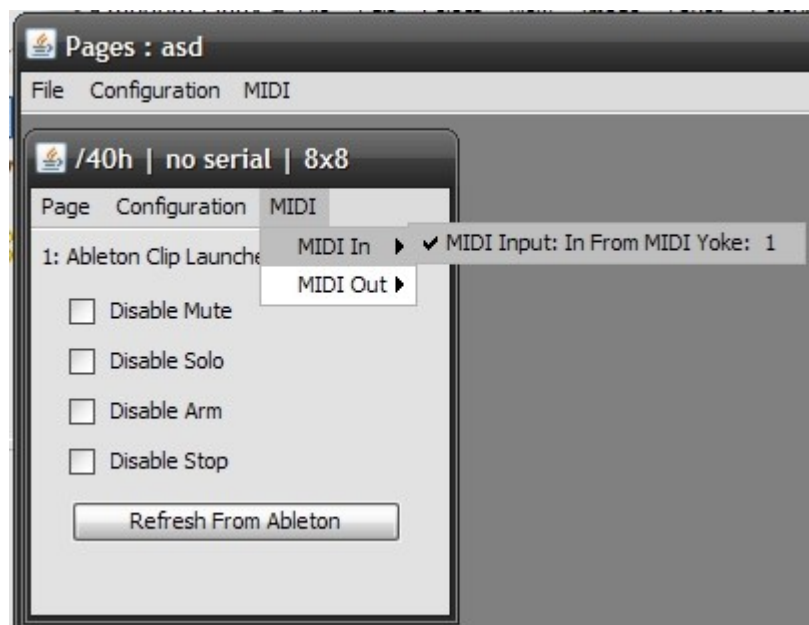 Pages : asd
File Configuration MIDI
/40h | no serial | 8x8
Page Configuration MIDI
MIDI In MIDI Input: In From MIDI Yoke: 1
MIDI Out
1: Ableton Clip
Disable Mute
Disable Solo
Disable Arm
Disable Stop
Refresh From Ableton